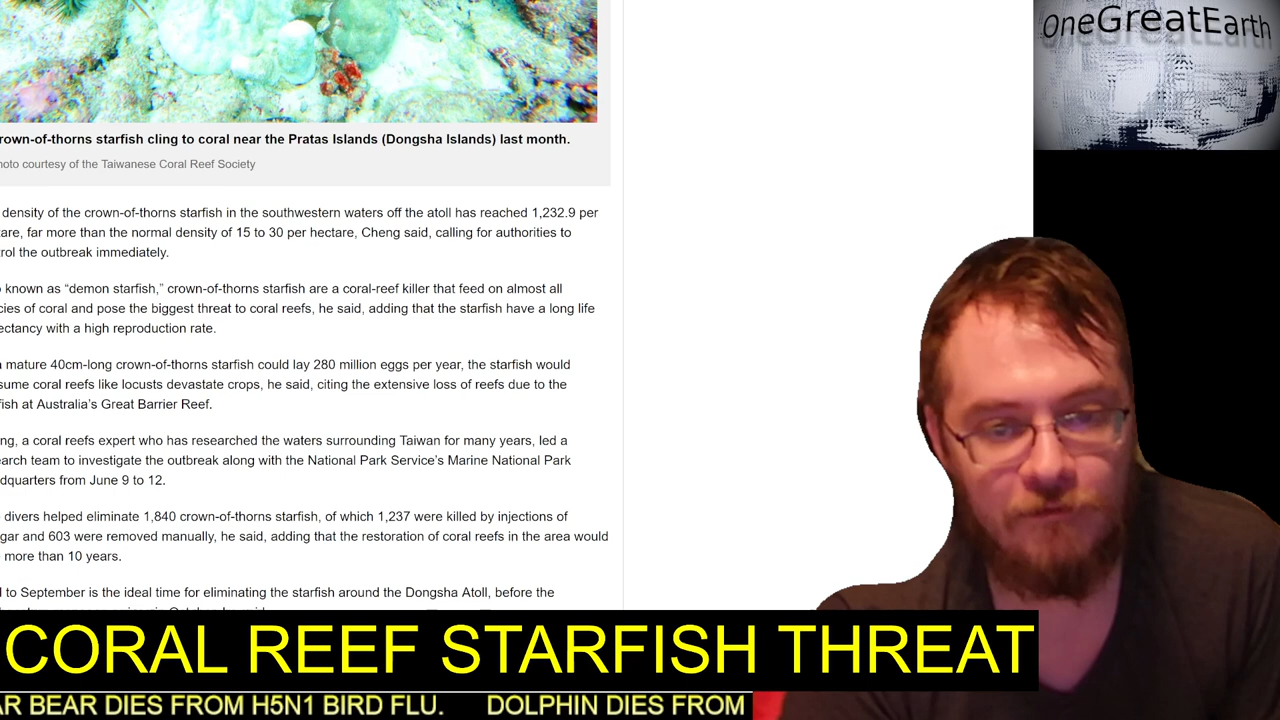 rown-of-thorns starfish cling to coral near the Pratas Islands (Dongsha Islands) last month.
hoto courtesy of the Taiwanese Coral Reef Society
density of the crown-of-thorns starfish in the southwestern waters off the atoll has reached 1,232.9 per
tare, far more than the normal density of 15 to 30 per hectare, Cheng said, calling for authorities to
trol the outbreak immediately.
known as “demon starfish,” crown-of-thorns starfish are a coral-reef killer that feed on almost all
cies of coral and pose the biggest threat to coral reefs, he said, adding that the starfish have a long life
ectancy with a high reproduction rate.
mature 40cm-long crown-of-thorns starfish could lay 280 million eggs per year, the starfish would
sume coral reefs like locusts devastate crops, he said, citing the extensive loss of reefs due to the
fish at Australia’s Great Barrier Reef.
ng, a coral reefs expert who has researched the waters surrounding Taiwan for many years, led a
earch team to investigate the outbreak along with the National Park Service’s Marine National Park
dquarters from June 9 to 12.
divers helped eliminate 1,840 crown-of-thorns starfish, of which 1,237 were killed by injections of
gar and 603 were removed manually, he said, adding that the restoration of coral reefs in the area would
more than 10 years.
l to September is the ideal time for eliminating the starfish around the Dongsha Atoll, before the
OneGreatEarth
CORAL REEF STARFISH THREAT
AR BEAR DIES FROM H5N1 BIRD FLU. DOLPHIN DIES FROM